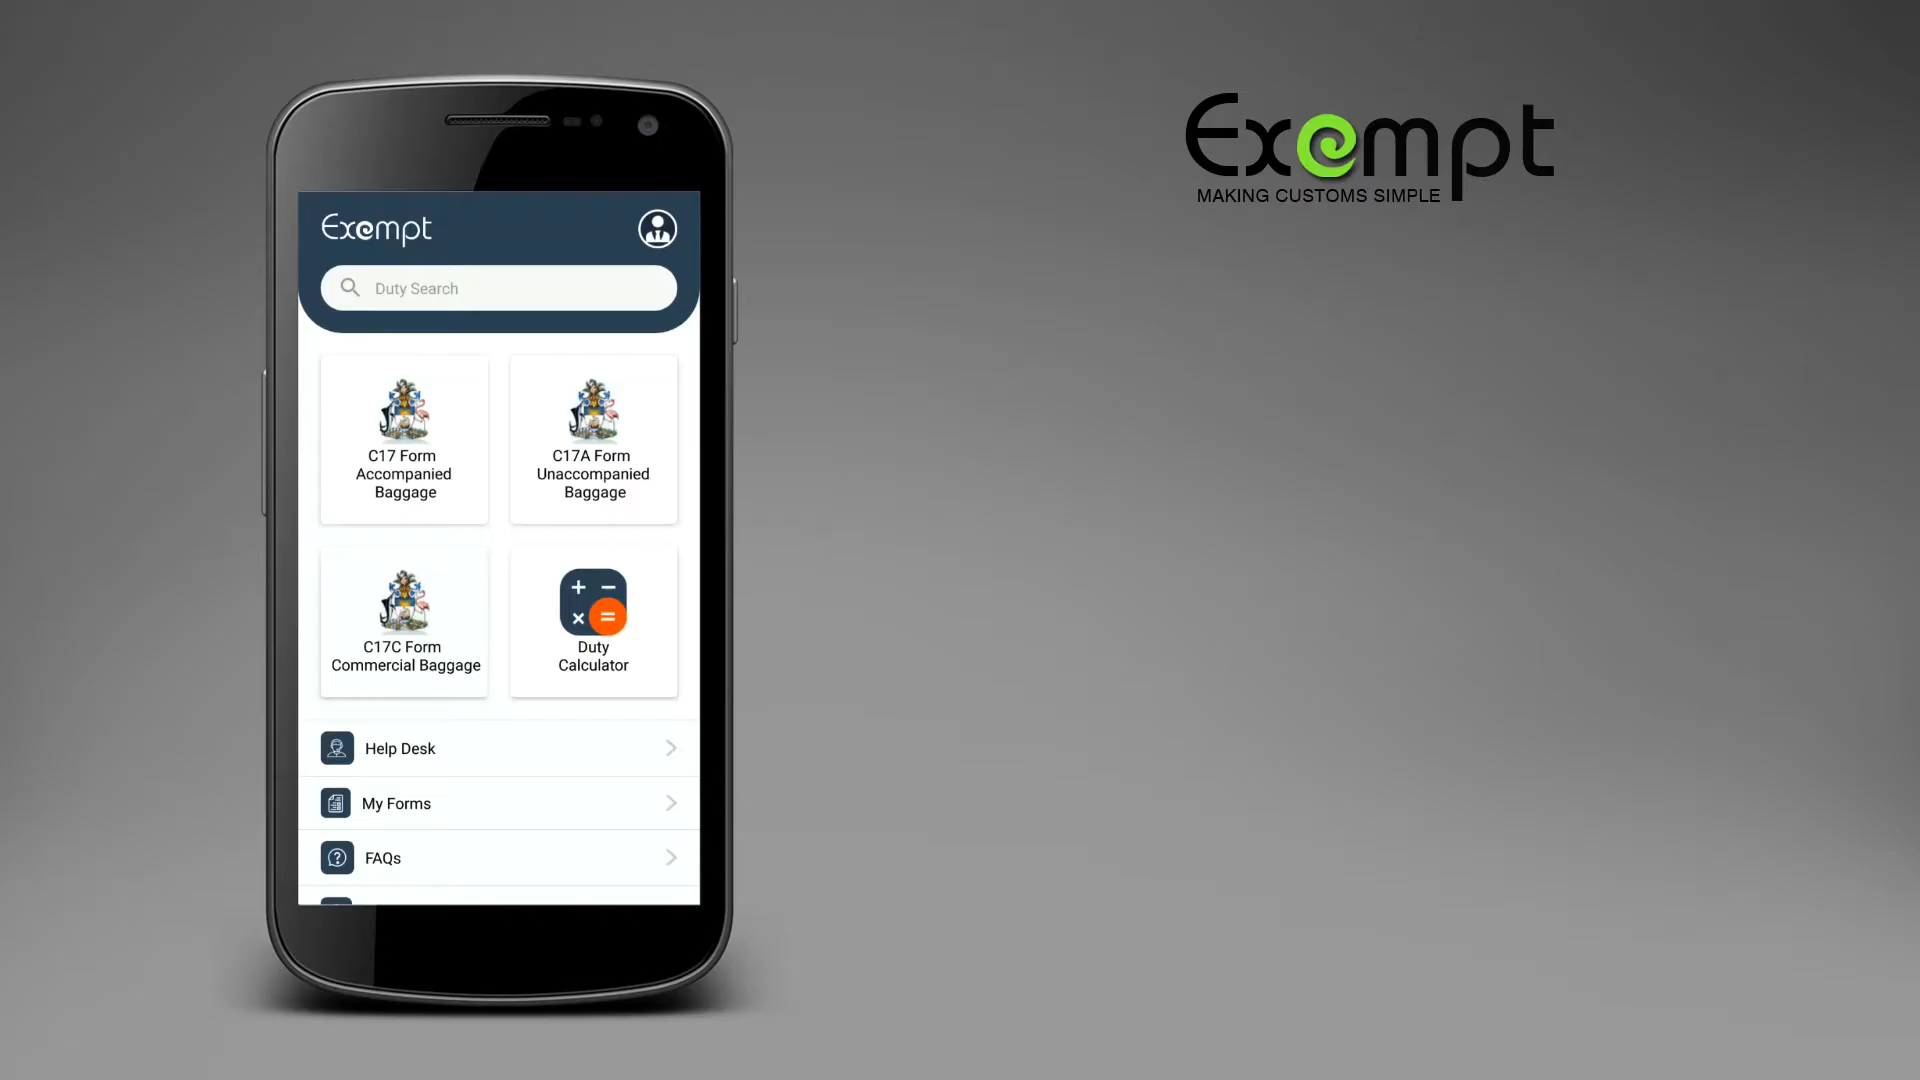 Exempt
MAKING CUSTOMS SIMPLE
Exempt
Duty Search
C17 Form
Accompanied
Baggage
C17A Form
Unaccompanied
Baggage
C17C Form
Commercial Baggage
Duty
Calculator
Help Desk
My Forms
FAQs